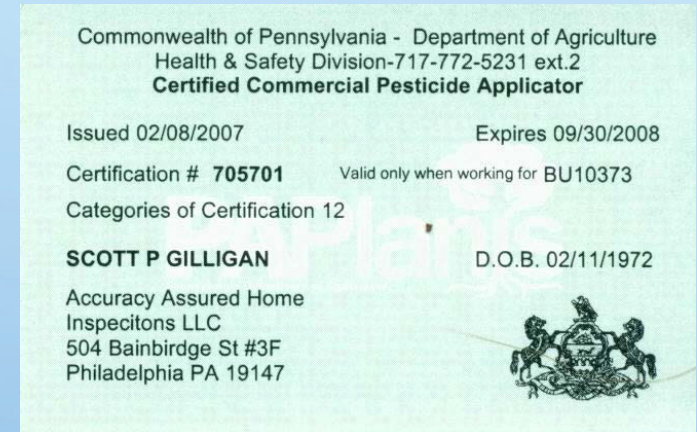 Commonwealth of Pennsylvania - Department of Agriculture
Health & Safety Division-717-772-5231 ext.2
Certified Commercial Pesticide Applicator
Issued 02/08/2007 Expires 09/30/2008
Certification # 705701 Valid only when working for BU10373
Categories of Certification 12
PAPlants
SCOTT P GILLIGAN D.O.B. 02/11/1972
Accuracy Assured Home
Inspecitons LLC
504 Bainbirdge St #3F
Philadelphia PA 19147